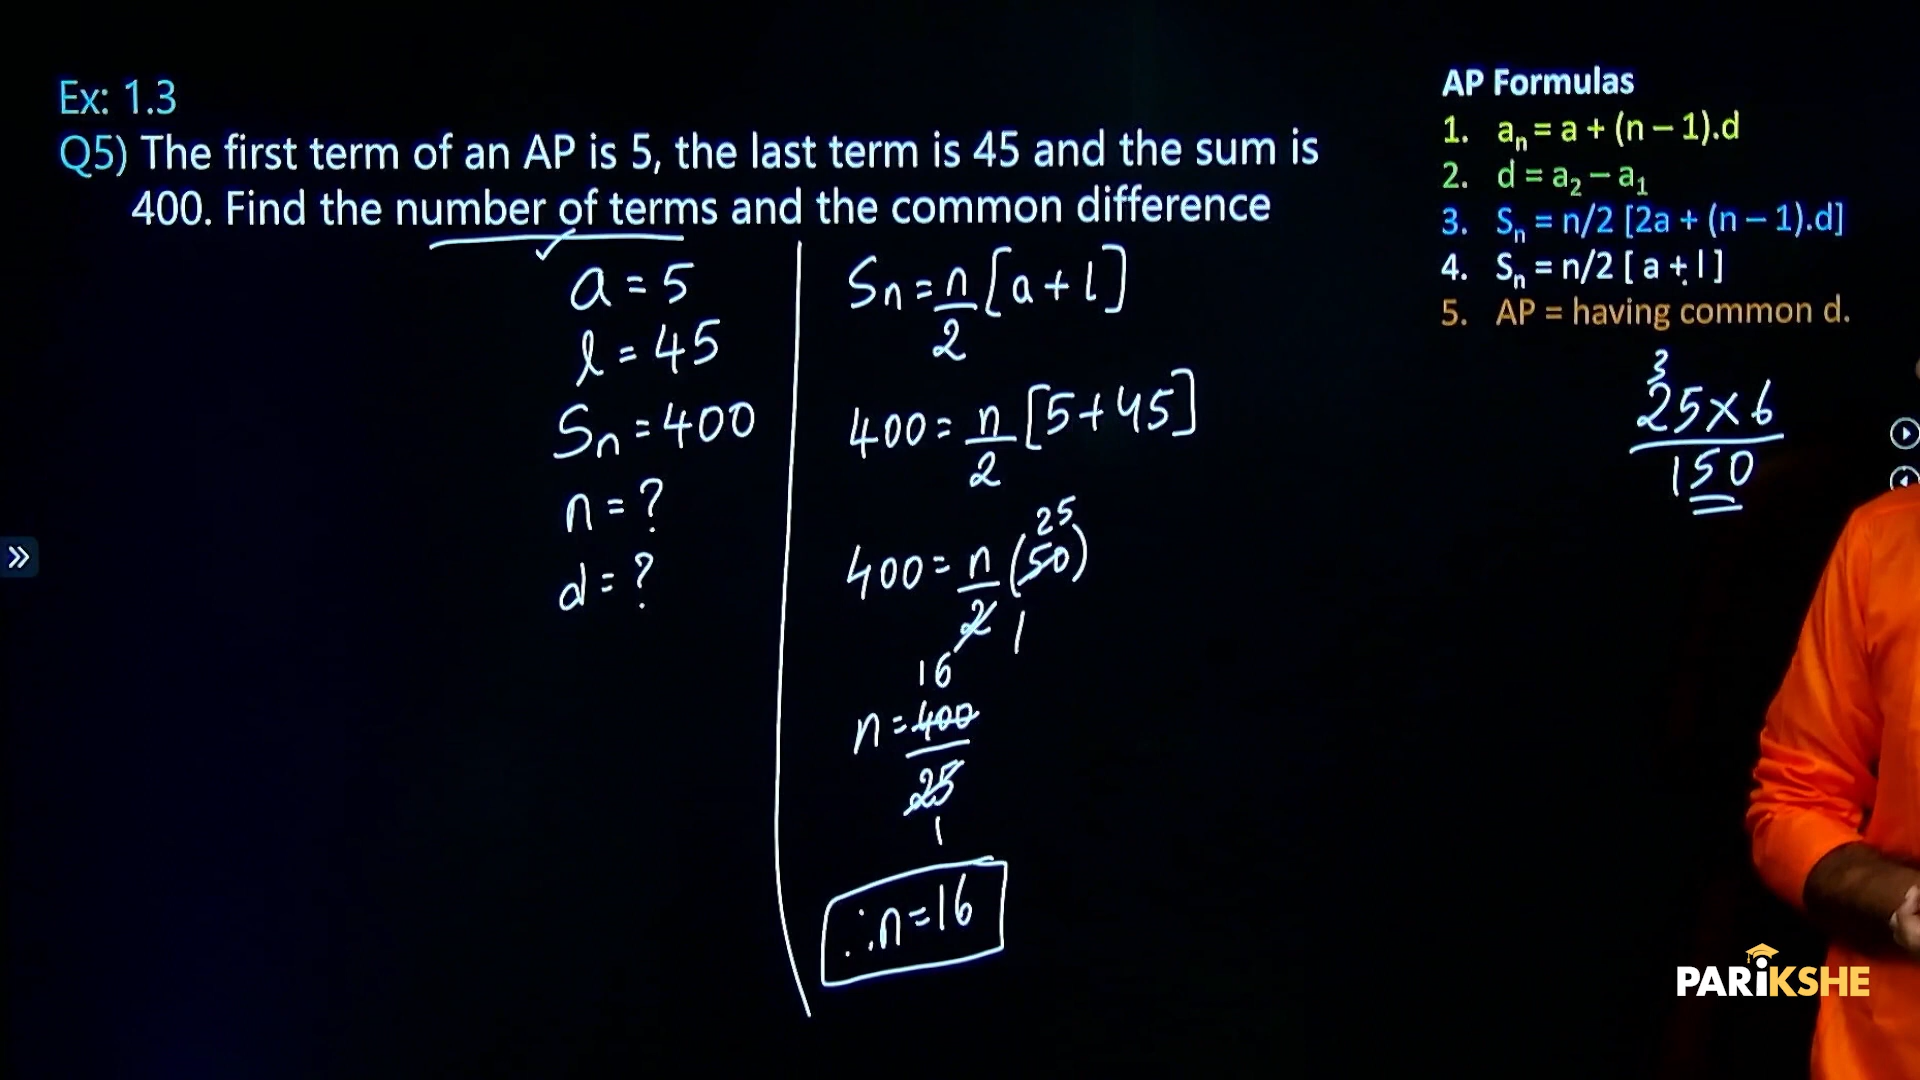 Ex: 1.3
Q5) The first term of an AP is 5, the last term is 45 and the sum is
400. Find the number of terms and the common difference
a = 5
l = 45
Sn = 400
n = ?
d = ?
Sn = n/2 [a + l]
400 = n/2 [5 + 45]
25
400 = n/2 (50)
1
16
n = 400/25
1
∴ n = 16
AP Formulas
1. aₙ = a + (n – 1).d
2. d = a₂ – a₁
3. Sₙ = n/2 [2a + (n – 1).d]
4. Sₙ = n/2 [ a + l ]
5. AP = having common d.
3
25 x 6
150
PARiKSHE